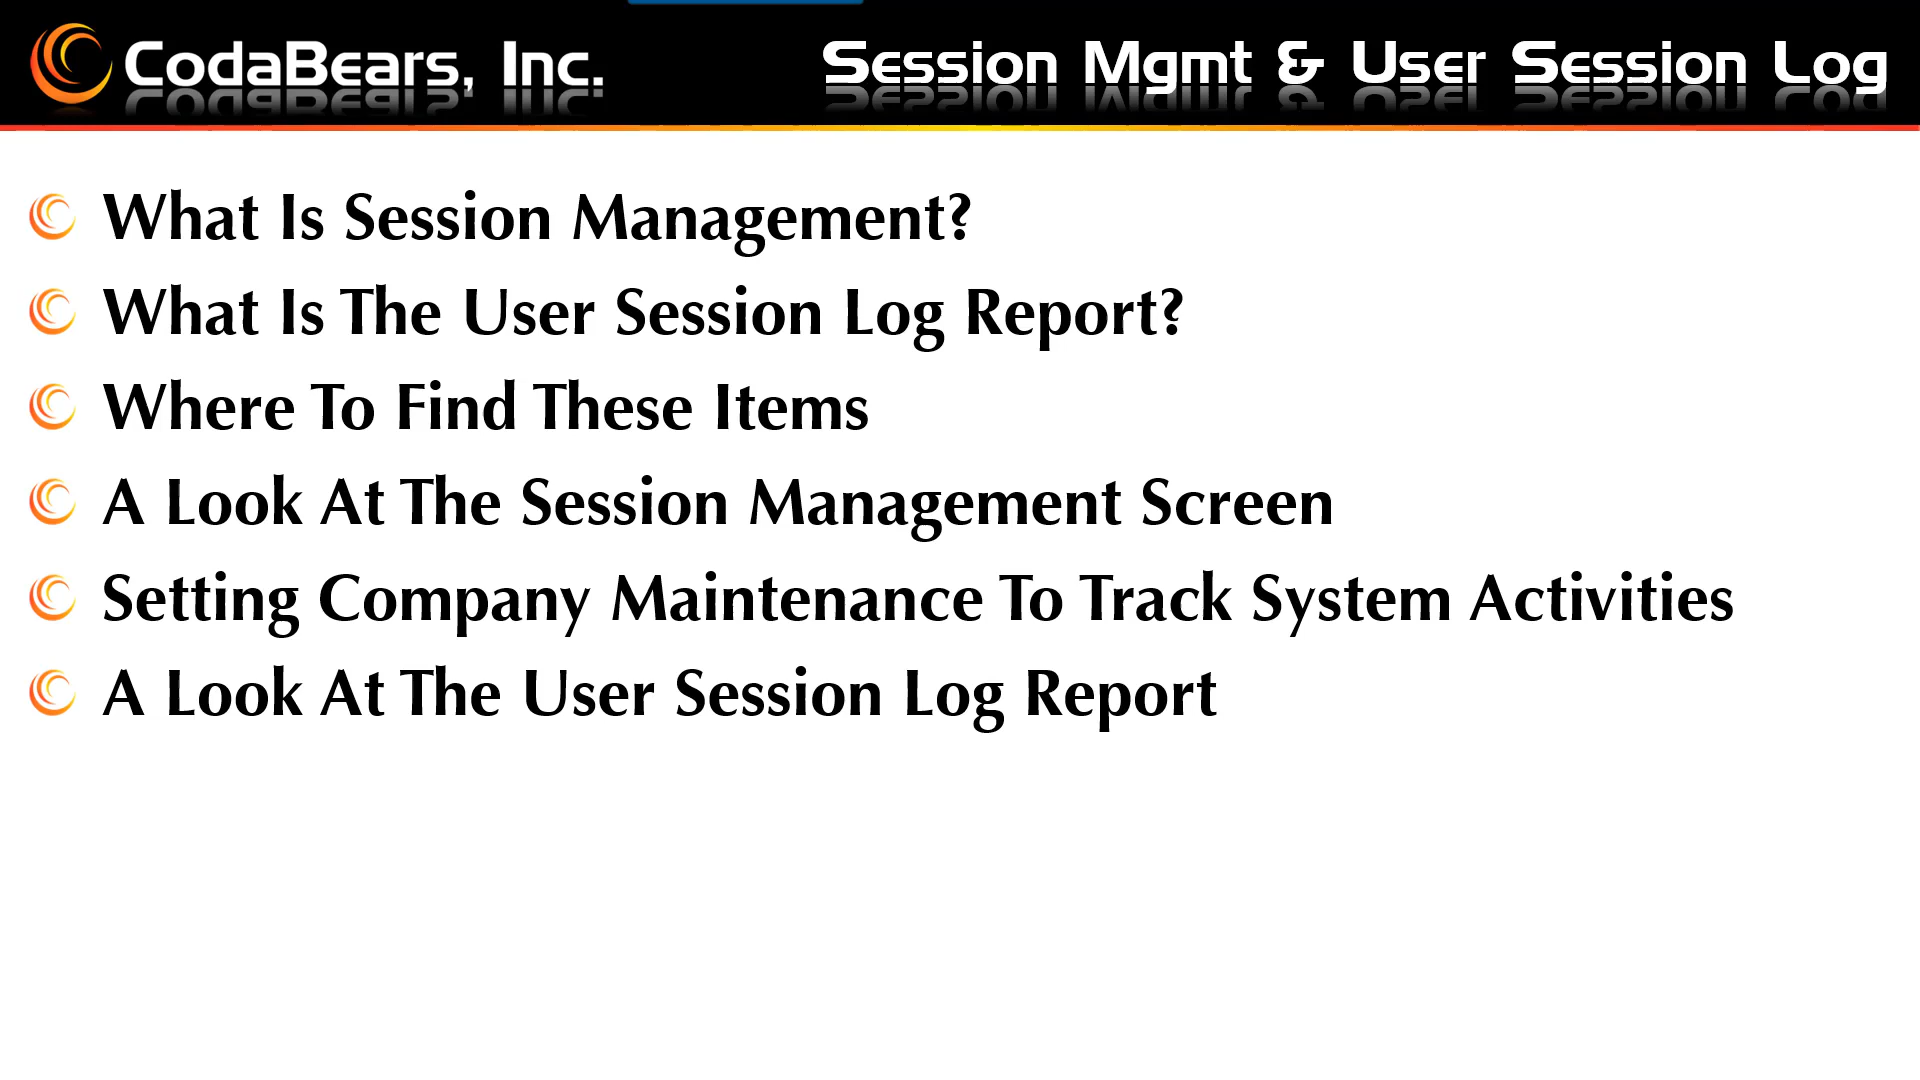 CodaBears, Inc.
Session Mgmt & User Session Log
What Is Session Management?
What Is The User Session Log Report?
Where To Find These Items
A Look At The Session Management Screen
Setting Company Maintenance To Track System Activities
A Look At The User Session Log Report